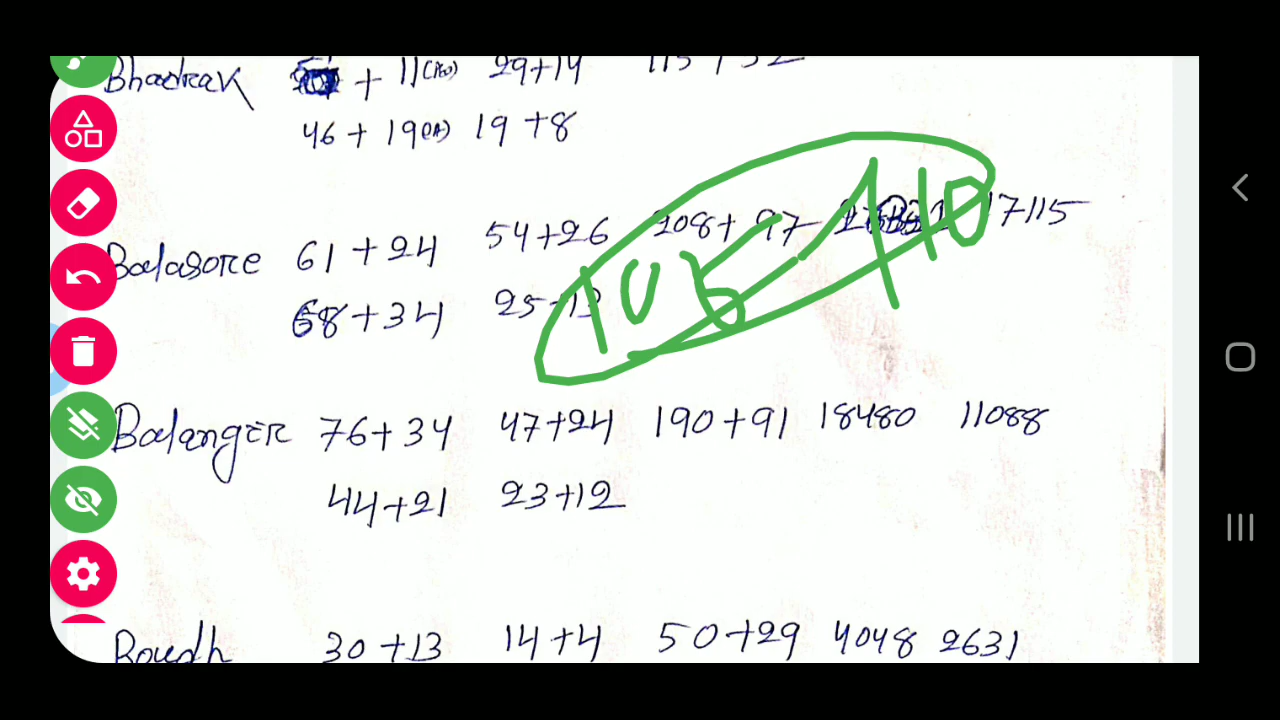 Bhadrak + 11 29+14
46 + 19 19 +8
Balasore 61 +24 54+26 208+ 97 17115
68+34 25
105 110
Balanger 76+34 47+24 190+91 18480 11088
44+21 23+12
Boudh 30 +13 14+4 50+29 4048 2631